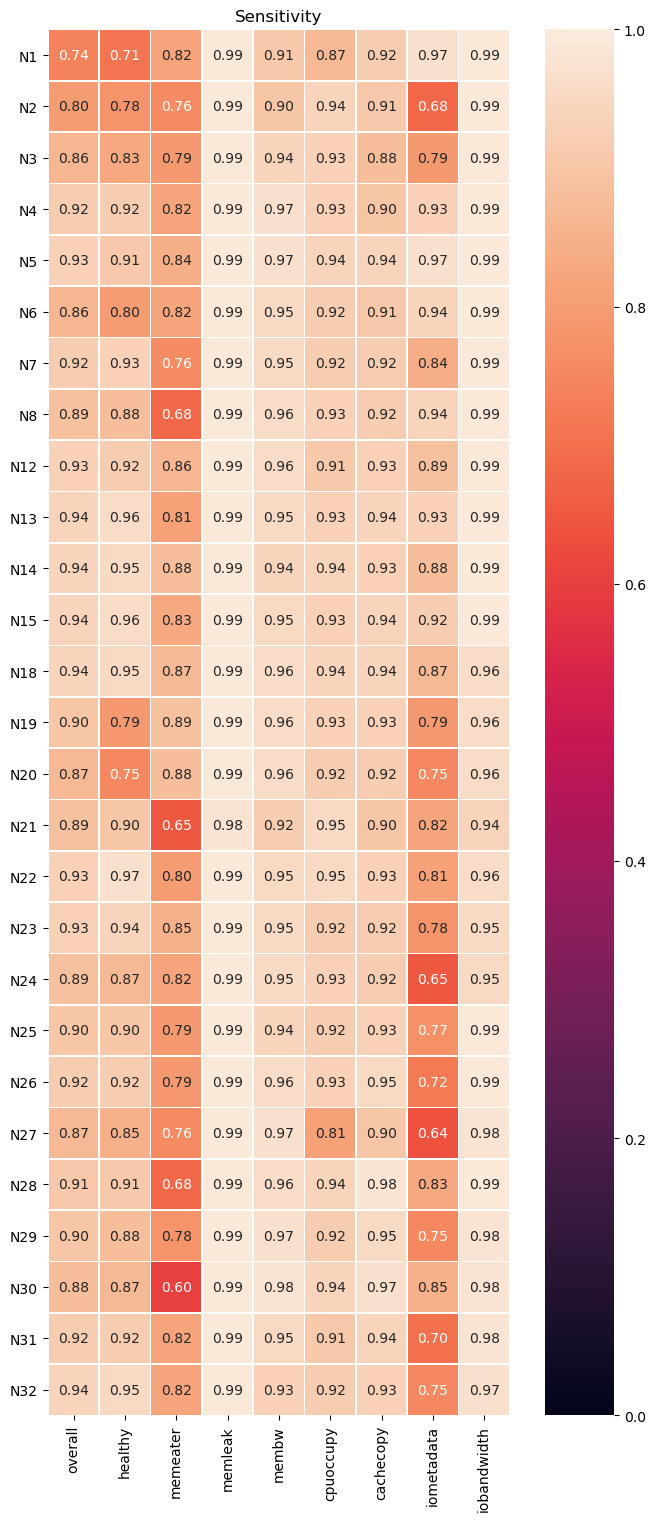 Sensitivity
N1 0.74 0.71 0.82 0.99 0.91 0.87 0.92 0.97 0.99
N2 0.80 0.78 0.76 0.99 0.90 0.94 0.91 0.68 0.99
N3 0.86 0.83 0.79 0.99 0.94 0.93 0.88 0.79 0.99
N4 0.92 0.92 0.82 0.99 0.97 0.93 0.90 0.93 0.99
N5 0.93 0.91 0.84 0.99 0.97 0.94 0.94 0.97 0.99
N6 0.86 0.80 0.82 0.99 0.95 0.92 0.91 0.94 0.99
N7 0.92 0.93 0.76 0.99 0.95 0.92 0.92 0.84 0.99
N8 0.89 0.88 0.68 0.99 0.96 0.93 0.92 0.94 0.99
N12 0.93 0.92 0.86 0.99 0.96 0.91 0.93 0.89 0.99
N13 0.94 0.96 0.81 0.99 0.95 0.93 0.94 0.93 0.99
N14 0.94 0.95 0.88 0.99 0.94 0.94 0.93 0.88 0.99
N15 0.94 0.96 0.83 0.99 0.95 0.93 0.94 0.92 0.99
N18 0.94 0.95 0.87 0.99 0.96 0.94 0.94 0.87 0.96
N19 0.90 0.79 0.89 0.99 0.96 0.93 0.93 0.79 0.96
N20 0.87 0.75 0.88 0.99 0.96 0.92 0.92 0.75 0.96
N21 0.89 0.90 0.65 0.98 0.92 0.95 0.90 0.82 0.94
N22 0.93 0.97 0.80 0.99 0.95 0.95 0.93 0.81 0.96
N23 0.93 0.94 0.85 0.99 0.95 0.92 0.92 0.78 0.95
N24 0.89 0.87 0.82 0.99 0.95 0.93 0.92 0.65 0.95
N25 0.90 0.90 0.79 0.99 0.94 0.92 0.93 0.77 0.99
N26 0.92 0.92 0.79 0.99 0.96 0.93 0.95 0.72 0.99
N27 0.87 0.85 0.76 0.99 0.97 0.81 0.90 0.64 0.98
N28 0.91 0.91 0.68 0.99 0.96 0.94 0.98 0.83 0.99
N29 0.90 0.88 0.78 0.99 0.97 0.92 0.95 0.75 0.98
N30 0.88 0.87 0.60 0.99 0.98 0.94 0.97 0.85 0.98
N31 0.92 0.92 0.82 0.99 0.95 0.91 0.94 0.70 0.98
N32 0.94 0.95 0.82 0.99 0.93 0.92 0.93 0.75 0.97
overall
healthy
memeater
memleak
membw
cpuoccupy
cachecopy
iometadata
iobandwidth
1.0
0.8
0.6
0.4
0.2
0.0